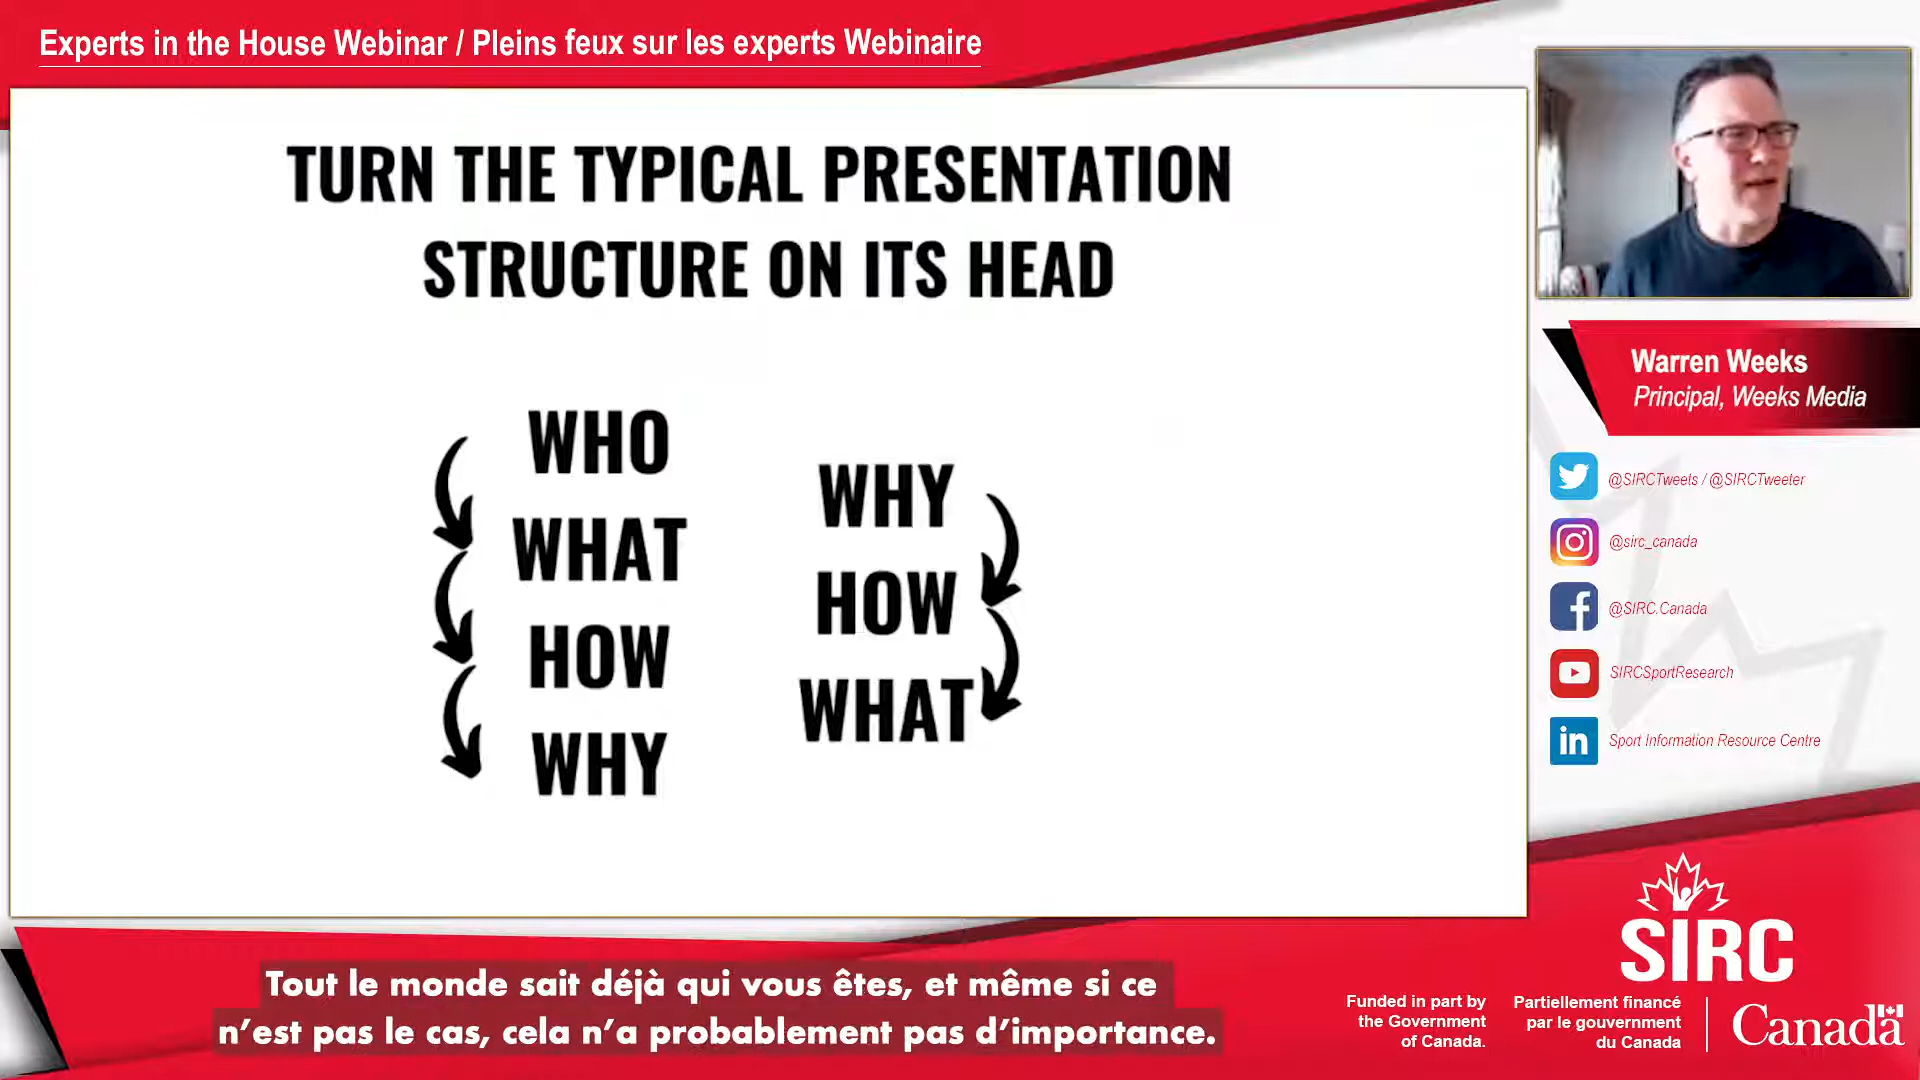 Experts in the House Webinar / Pleins feux sur les experts Webinaire
TURN THE TYPICAL PRESENTATION
STRUCTURE ON ITS HEAD
WHO
WHAT
HOW
WHY
WHY
HOW
WHAT
Warren Weeks
Principal, Weeks Media
@SIRCTweets / @SIRCTweeter
@sirc_canada
@SIRC.Canada
SIRCSportResearch
in
Sport Information Resource Centre
SIRC
Funded in part by
the Government
of Canada.
Partiellement financé
par le gouvernement
du Canada
Canada
Tout le monde sait déjà qui vous êtes, et même si ce
n’est pas le cas, cela n’a probablement pas d’importance.